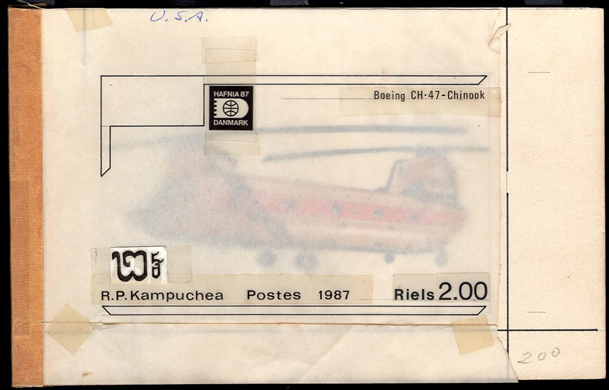 U.S.A.
HAFNIA 87
DANMARK
Boeing CH-47-Chinook
R.P.Kampuchea Postes 1987 Riels 2.00
200